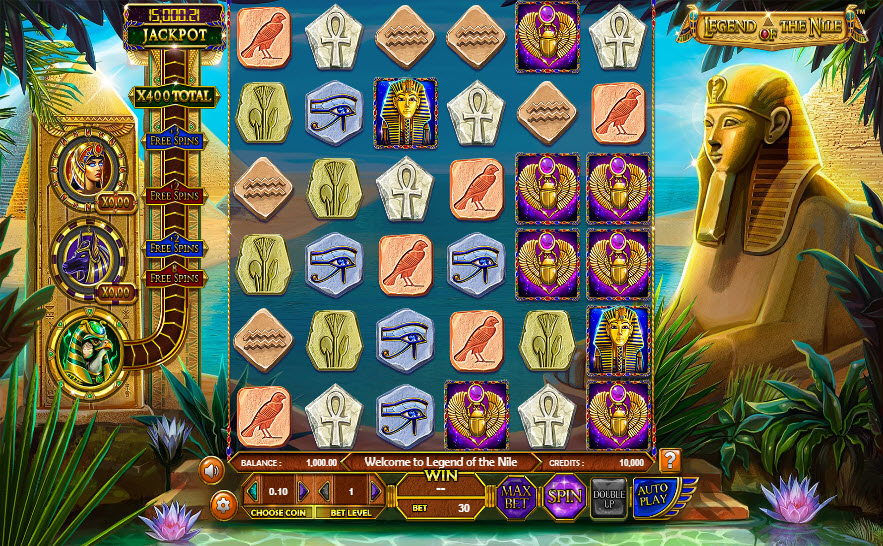 15,000.21
JACKPOT
LEGEND OF THE NILE™
X400 TOTAL
FREE SPINS
X0,00
FREE SPINS
FREE SPINS
X0,00
FREE SPINS
BALANCE : 1,000.00
Welcome to Legend of the Nile
CREDITS : 10,000
?
WIN
--
0.10
1
CHOOSE COIN
BET LEVEL
BET 30
MAX BET
SPIN
DOUBLE UP
AUTO PLAY